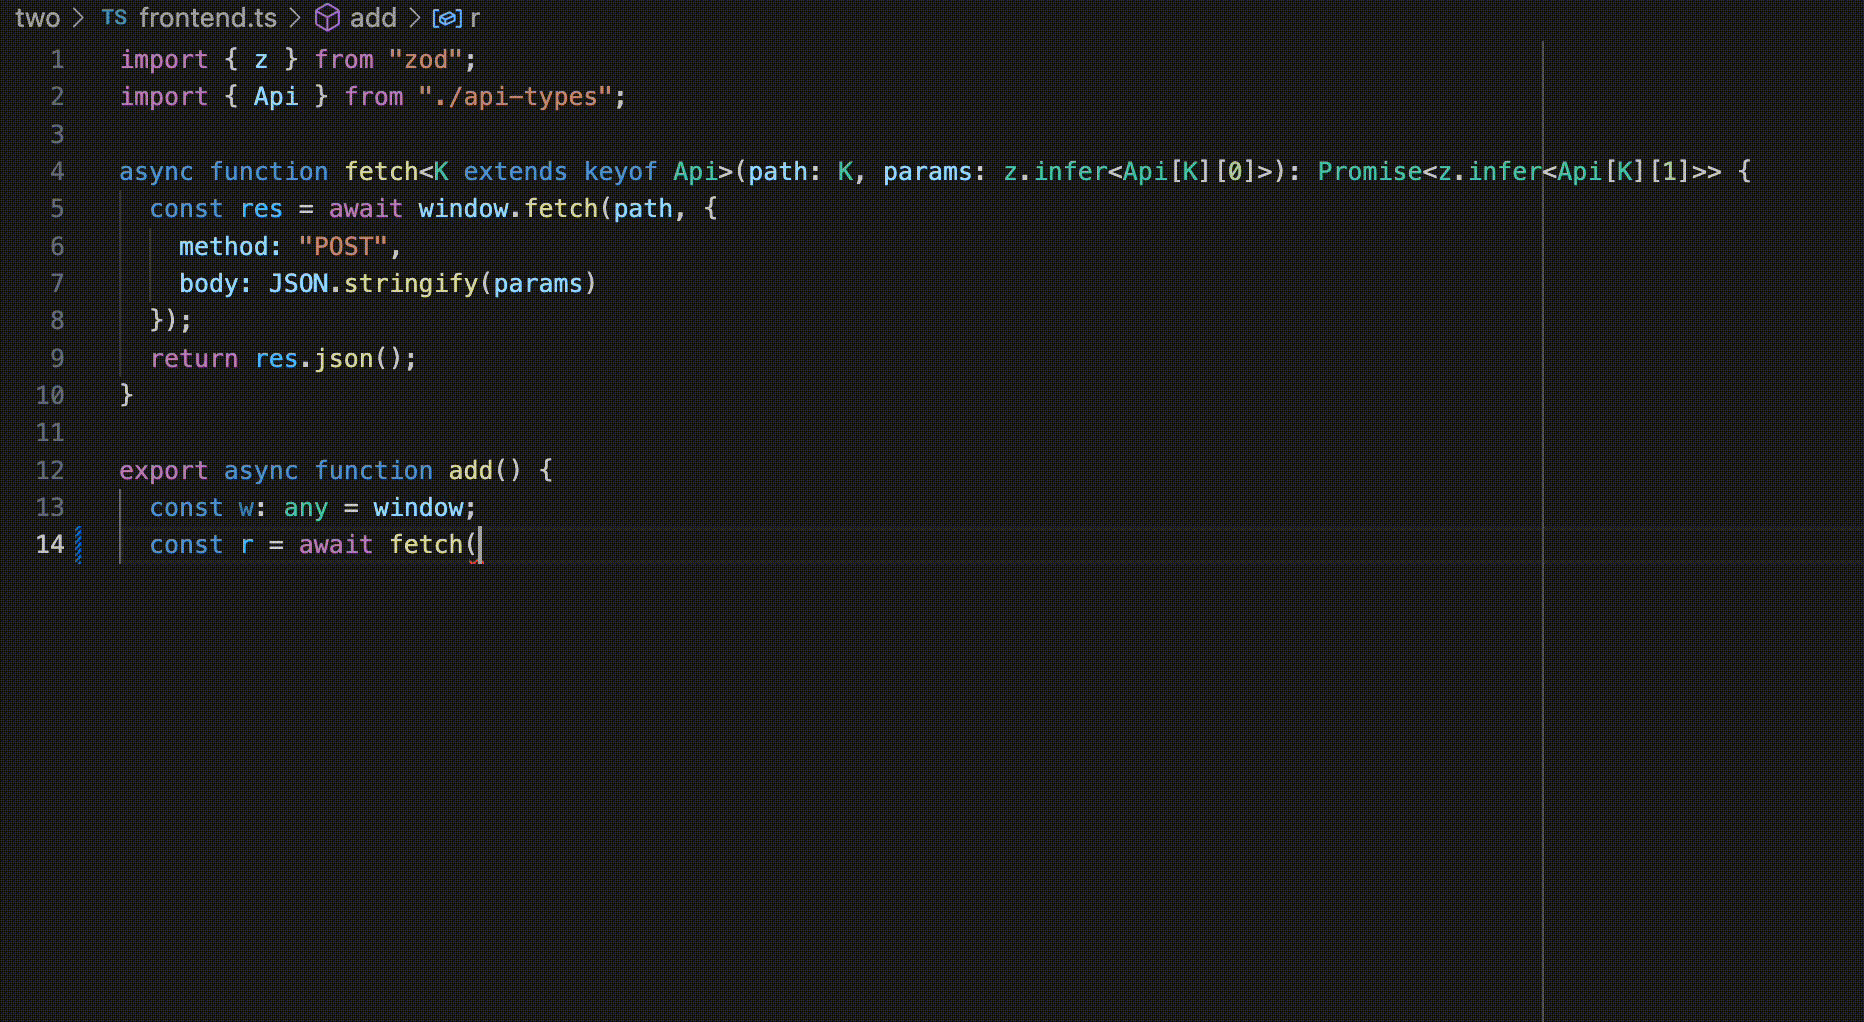 two > TS frontend.ts > add > r
1 import { z } from "zod";
2 import { Api } from "./api-types";
3
4 async function fetch<K extends keyof Api>(path: K, params: z.infer<Api[K][0]>): Promise<z.infer<Api[K][1]>> {
5   const res = await window.fetch(path, {
6     method: "POST",
7     body: JSON.stringify(params)
8   });
9   return res.json();
10 }
11
12 export async function add() {
13   const w: any = window;
14   const r = await fetch(